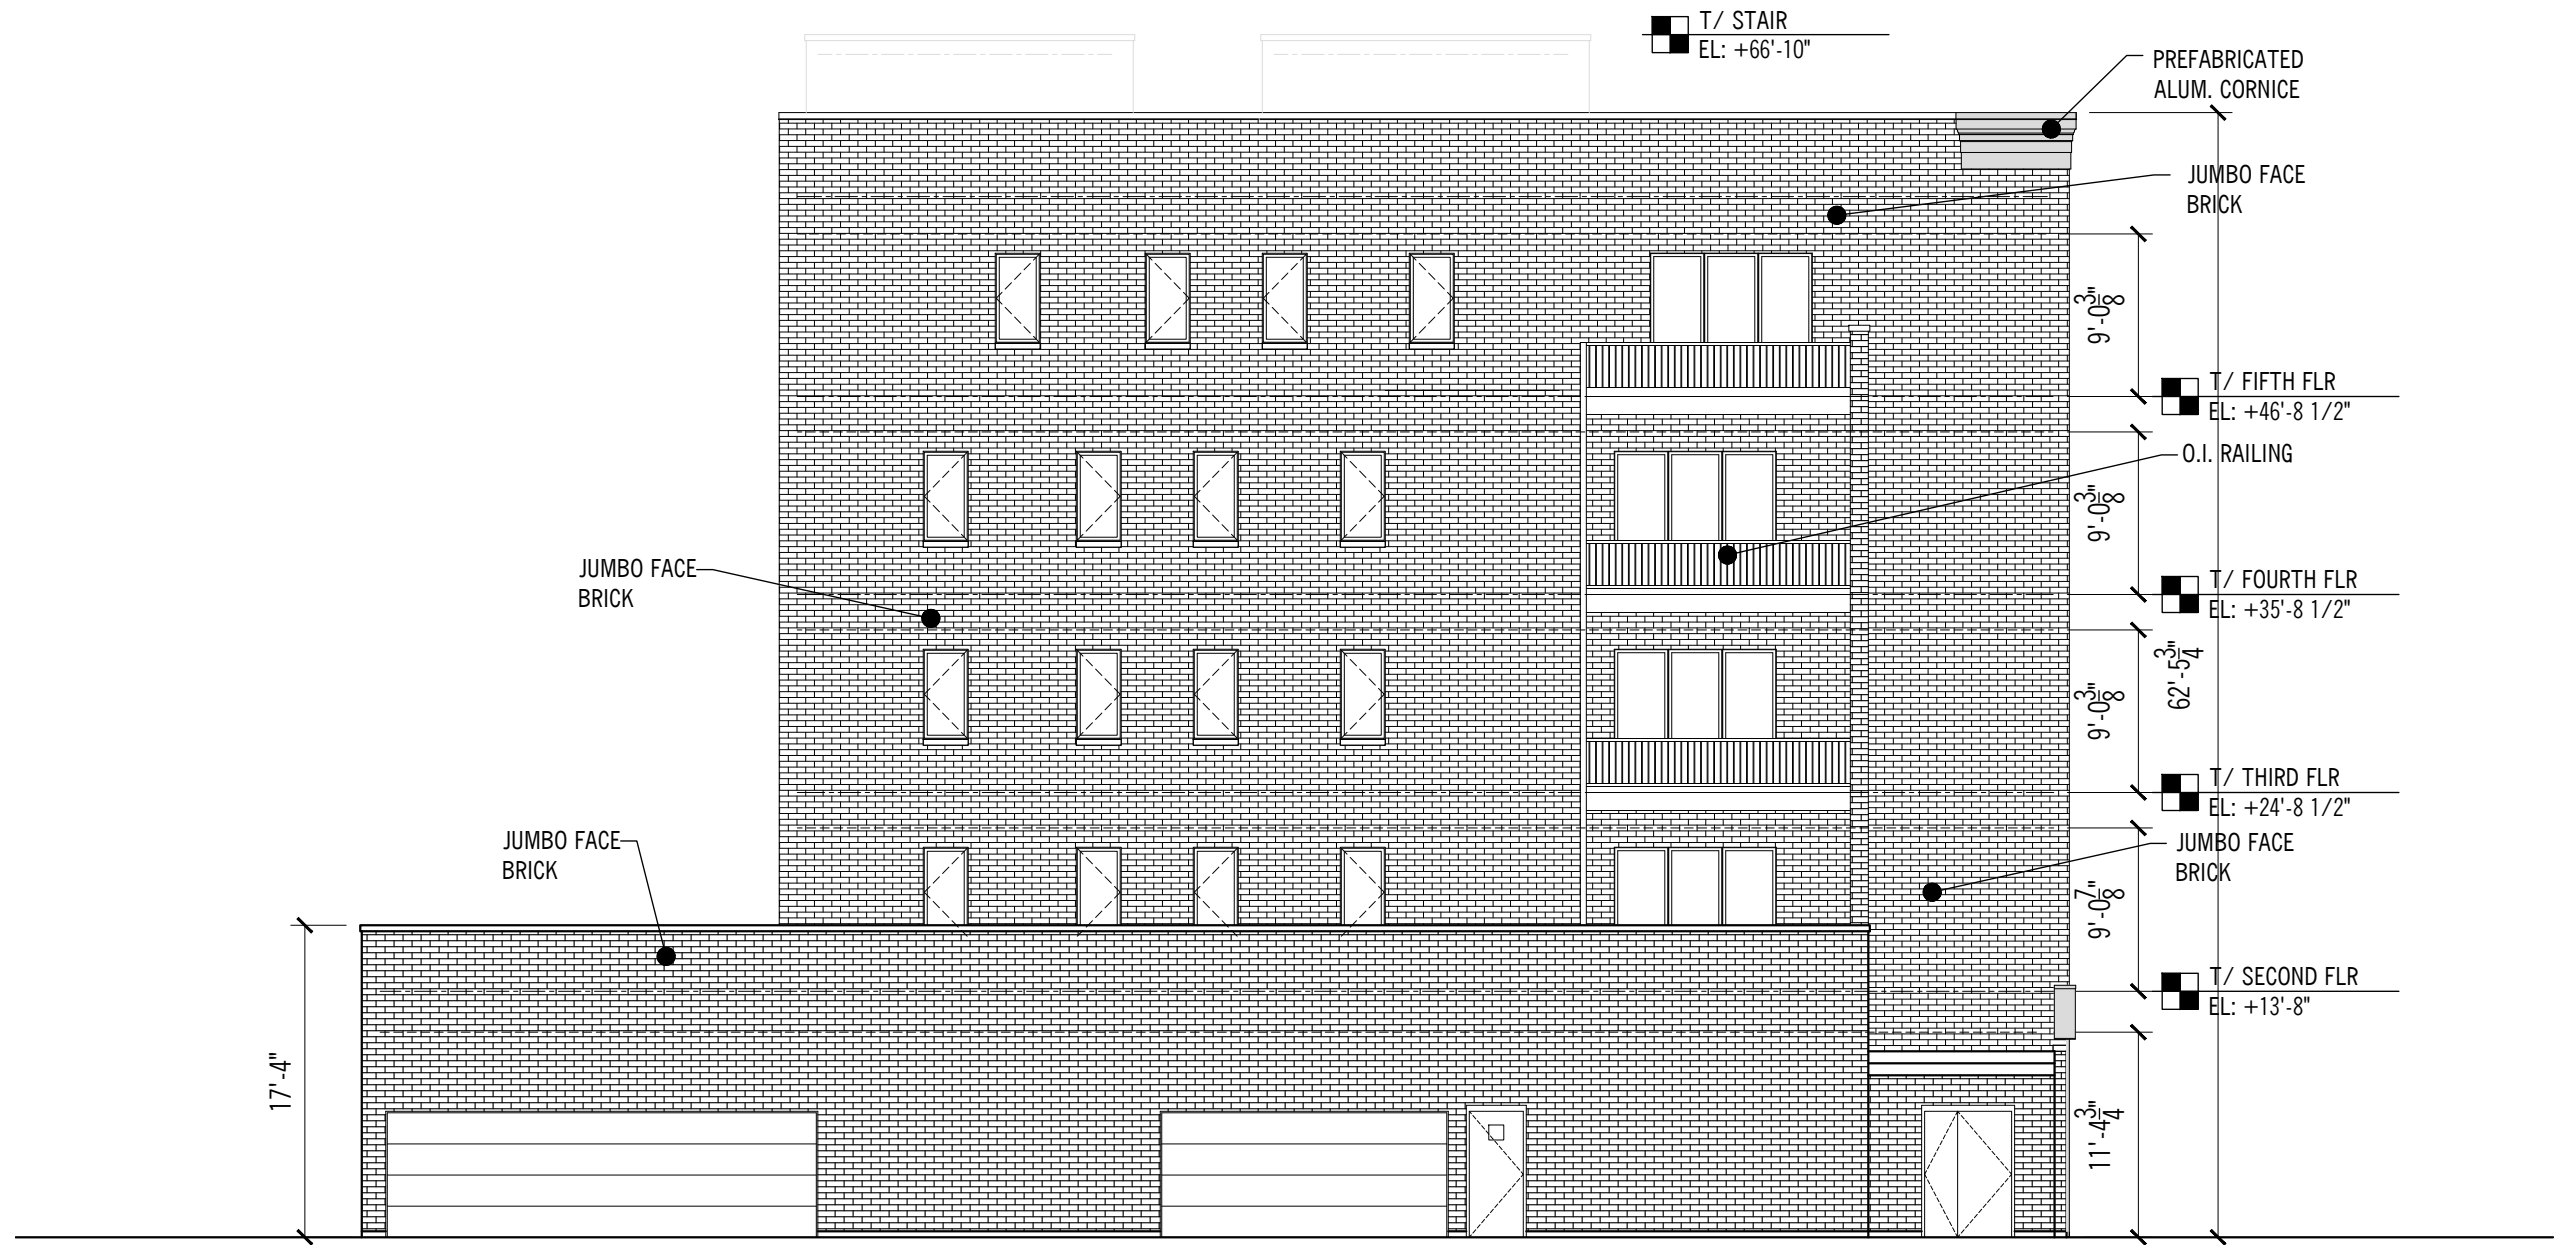 T/ STAIR
EL: +66'-10"
PREFABRICATED
ALUM. CORNICE
JUMBO FACE
BRICK
9'-0 3/8"
T/ FIFTH FLR
EL: +46'-8 1/2"
O.I. RAILING
9'-0 3/8"
JUMBO FACE
BRICK
T/ FOURTH FLR
EL: +35'-8 1/2"
62'-5 3/4"
9'-0 3/8"
T/ THIRD FLR
EL: +24'-8 1/2"
JUMBO FACE
BRICK
JUMBO FACE
BRICK
9'-0 7/8"
T/ SECOND FLR
EL: +13'-8"
17'-4"
11'-4 3/4"